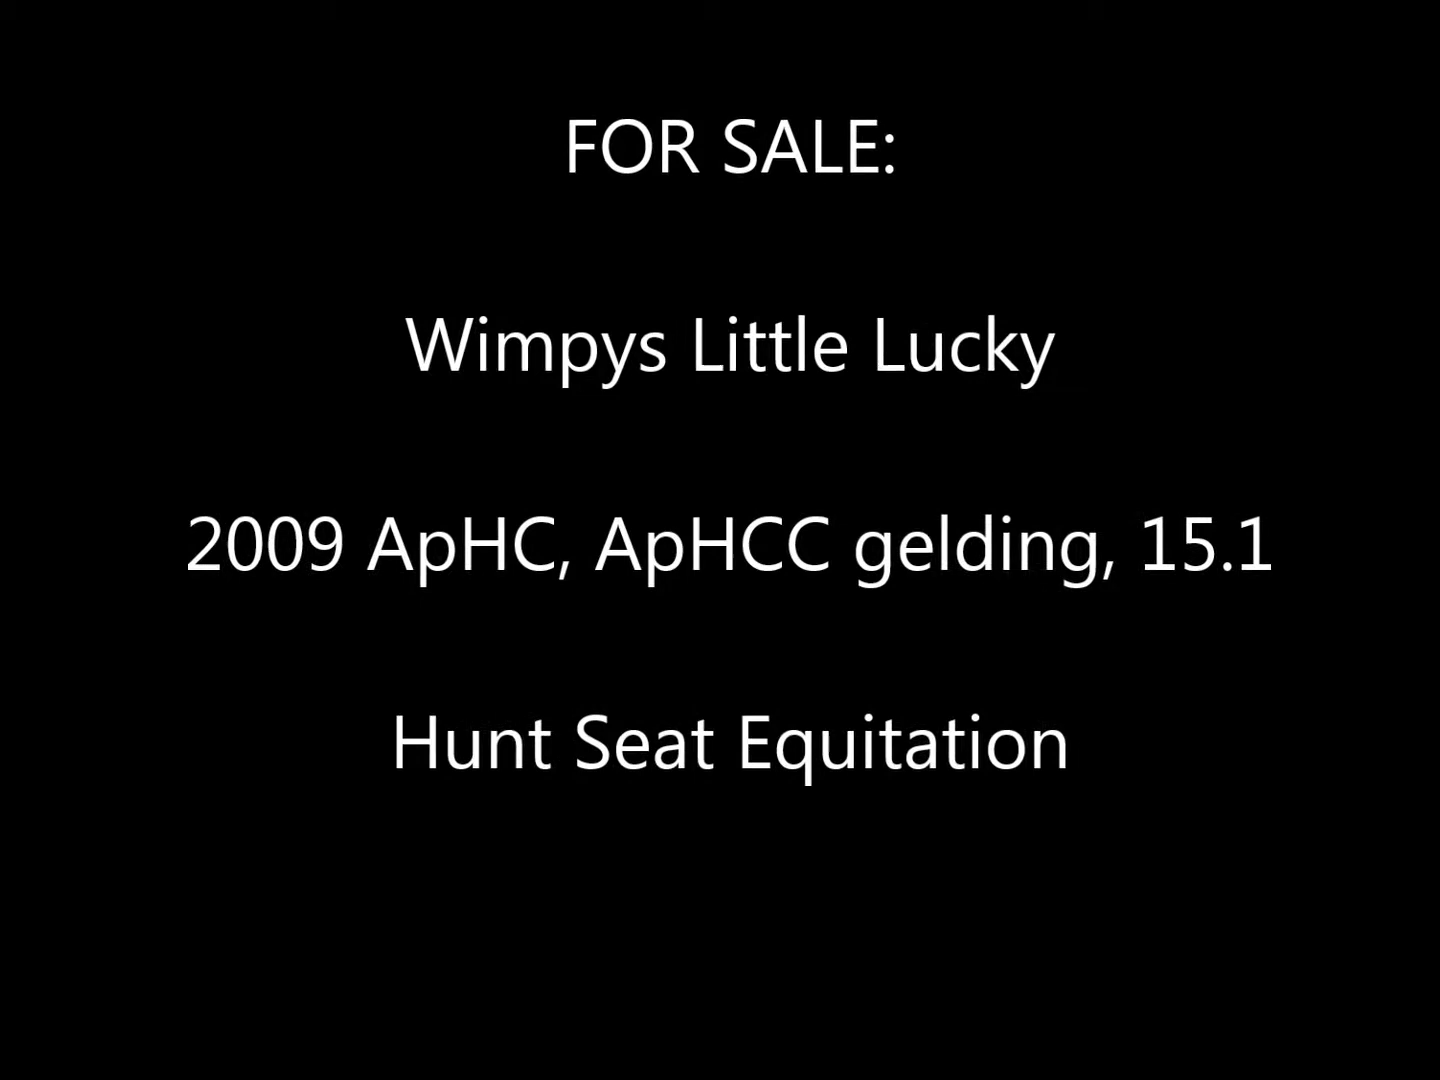 FOR SALE:
Wimpys Little Lucky
2009 ApHC, ApHCC gelding, 15.1
Hunt Seat Equitation